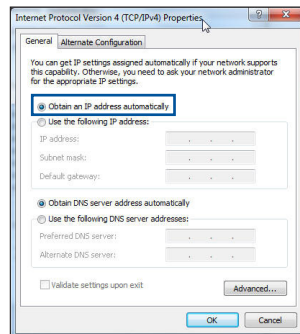 Internet Protocol Version 4 (TCP/IPv4) Properties
General
Alternate Configuration
You can get IP settings assigned automatically if your network supports
this capability. Otherwise, you need to ask your network administrator
for the appropriate IP settings.
Obtain an IP address automatically
Use the following IP address:
IP address:
Subnet mask:
Default gateway:
Obtain DNS server address automatically
Use the following DNS server addresses:
Preferred DNS server:
Alternate DNS server:
Validate settings upon exit
Advanced...
OK
Cancel